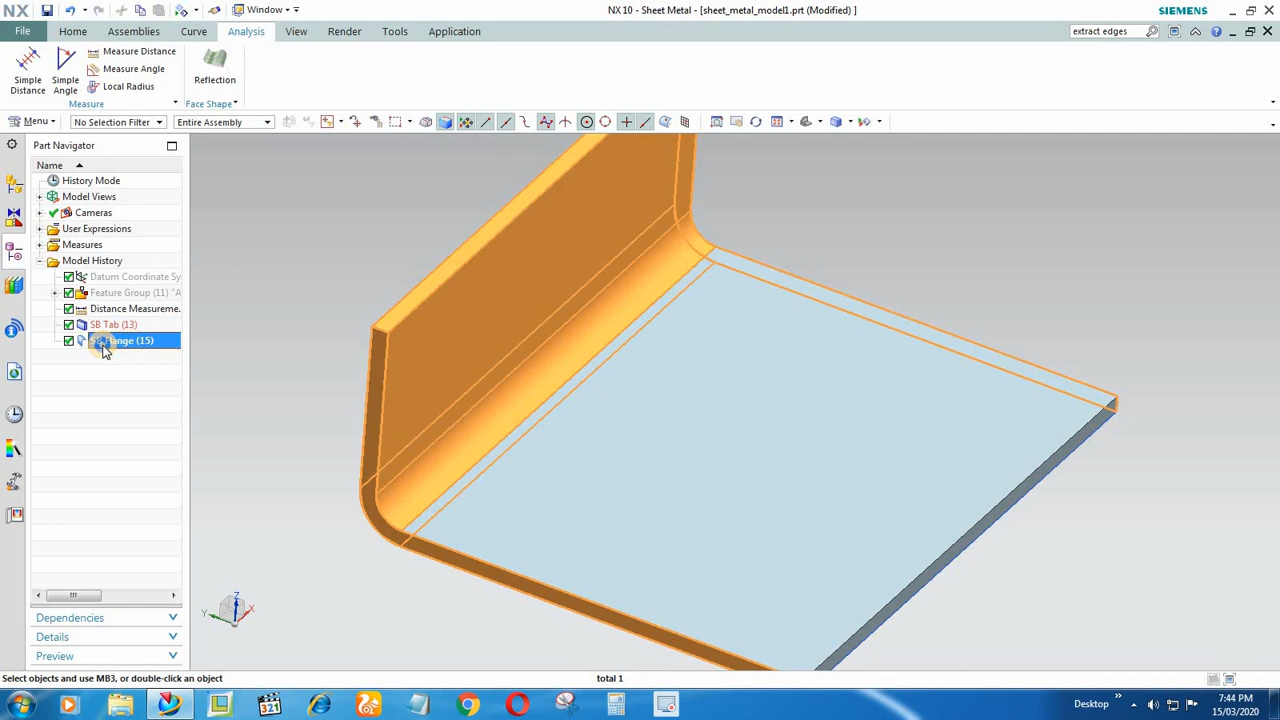 NX
Window
NX 10 - Sheet Metal - [sheet_metal_model1.prt (Modified) ]
SIEMENS
File Home Assemblies Curve Analysis View Render Tools Application
extract edges
Simple Distance
Simple Angle
Measure Distance
Measure Angle
Local Radius
Reflection
Measure
Face Shape
Menu
No Selection Filter
Entire Assembly
Part Navigator
Name
History Mode
Model Views
Cameras
User Expressions
Measures
Model History
Datum Coordinate Sy
Feature Group (11) "A
Distance Measureme..
SB Tab (13)
SB Flange (15)
Dependencies
Details
Preview
Z
Y
X
Select objects and use MB3, or double-click an object
total 1
321
Desktop
7:44 PM
15/03/2020